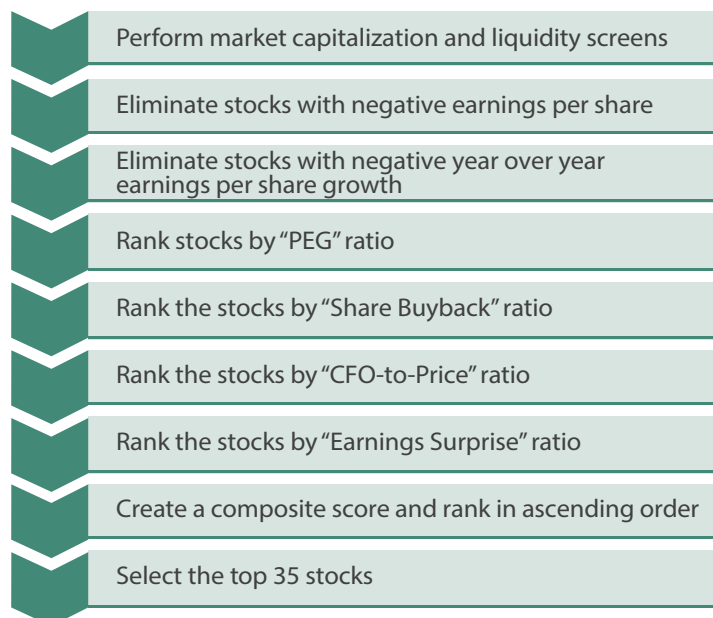 Perform market capitalization and liquidity screens
Eliminate stocks with negative earnings per share
Eliminate stocks with negative year over year
earnings per share growth
Rank stocks by “PEG” ratio
Rank the stocks by “Share Buyback” ratio
Rank the stocks by “CFO-to-Price” ratio
Rank the stocks by “Earnings Surprise” ratio
Create a composite score and rank in ascending order
Select the top 35 stocks